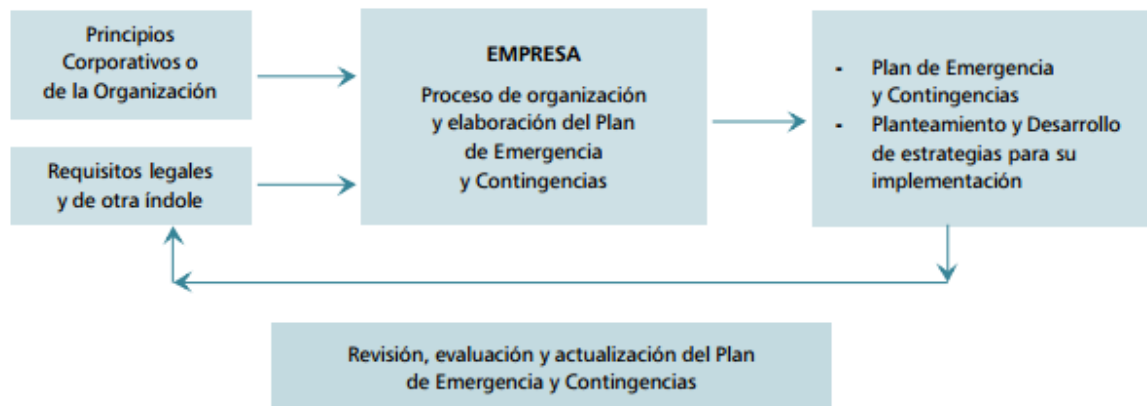 Principios
Corporativos o
de la Organización
Requisitos legales
y de otra índole
EMPRESA
Proceso de organización
y elaboración del Plan
de Emergencia
y Contingencias
- Plan de Emergencia
y Contingencias
- Planteamiento y Desarrollo
de estrategias para su
implementación
Revisión, evaluación y actualización del Plan
de Emergencia y Contingencias